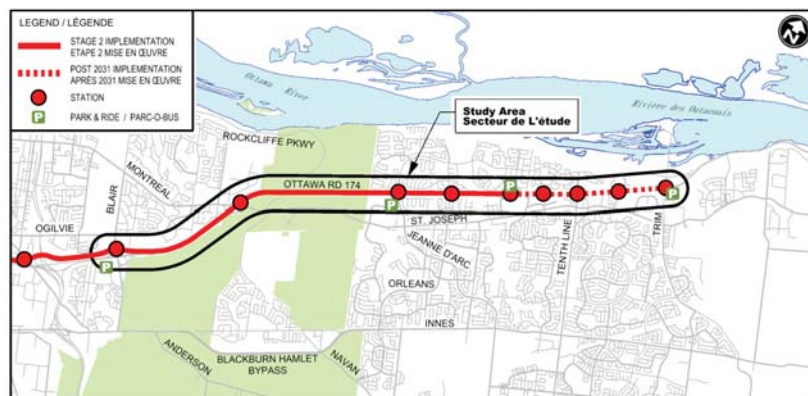 LEGEND / LÉGENDE
STAGE 2 IMPLEMENTATION
ETAPE 2 MISE EN ŒUVRE
POST 2031 IMPLEMENTATION
APRÈS 2031 MISE EN ŒUVRE
STATION
P PARK & RIDE / PARC-O-BUS
Ottawa River
Rivière des Outaouais
Study Area
Secteur de L'étude
ROCKCLIFFE PKWY
MONTREAL
OTTAWA RD 174
BLAIR
OGILVIE
P
P
P
P
ST. JOSEPH
JEANNE D'ARC
TENTH LINE
TRIM
ORLEANS
INNES
BLACKBURN HAMLET
BYPASS
ANDERSON
NAVAN